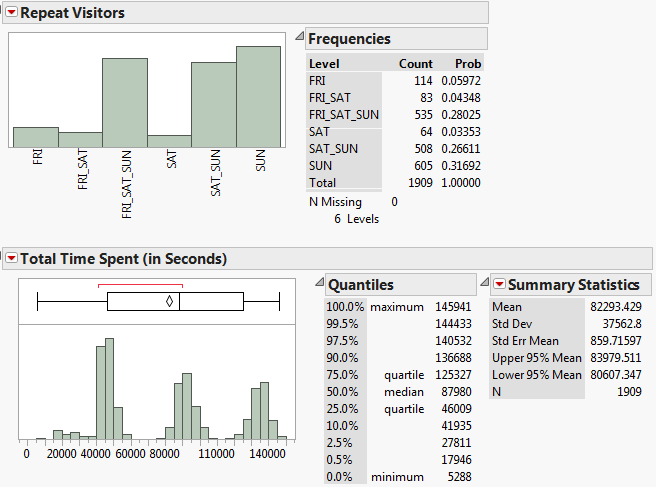 Repeat Visitors
Frequencies
Level Count Prob
FRI 114 0.05972
FRI_SAT 83 0.04348
FRI_SAT_SUN 535 0.28025
SAT 64 0.03353
SAT_SUN 508 0.26611
SUN 605 0.31692
Total 1909 1.00000
N Missing 0
6 Levels
FRI
FRI_SAT
FRI_SAT_SUN
SAT
SAT_SUN
SUN
Total Time Spent (in Seconds)
0 20000 40000 60000 80000 110000 140000
Quantiles
100.0% maximum 145941
99.5% 144433
97.5% 140532
90.0% 136688
75.0% quartile 125327
50.0% median 87980
25.0% quartile 46009
10.0% 41935
2.5% 27811
0.5% 17946
0.0% minimum 5288
Summary Statistics
Mean 82293.429
Std Dev 37562.8
Std Err Mean 859.71597
Upper 95% Mean 83979.511
Lower 95% Mean 80607.347
N 1909